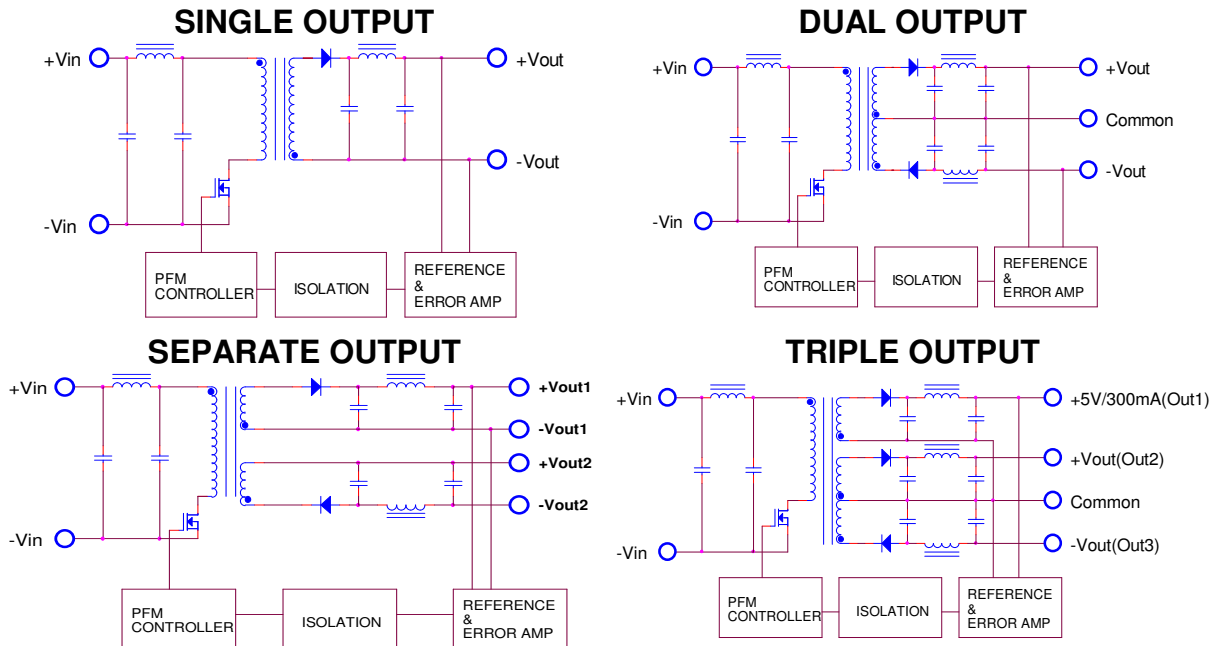 SINGLE OUTPUT
+Vin
+Vout
-Vout
-Vin
PFM
CONTROLLER
ISOLATION
REFERENCE
&
ERROR AMP
DUAL OUTPUT
+Vin
+Vout
Common
-Vout
-Vin
PFM
CONTROLLER
ISOLATION
REFERENCE
&
ERROR AMP
SEPARATE OUTPUT
+Vin
+Vout1
-Vout1
+Vout2
-Vout2
-Vin
PFM
CONTROLLER
ISOLATION
REFERENCE
&
ERROR AMP
TRIPLE OUTPUT
+Vin
+5V/300mA(Out1)
+Vout(Out2)
Common
-Vout(Out3)
-Vin
PFM
CONTROLLER
ISOLATION
REFERENCE
&
ERROR AMP